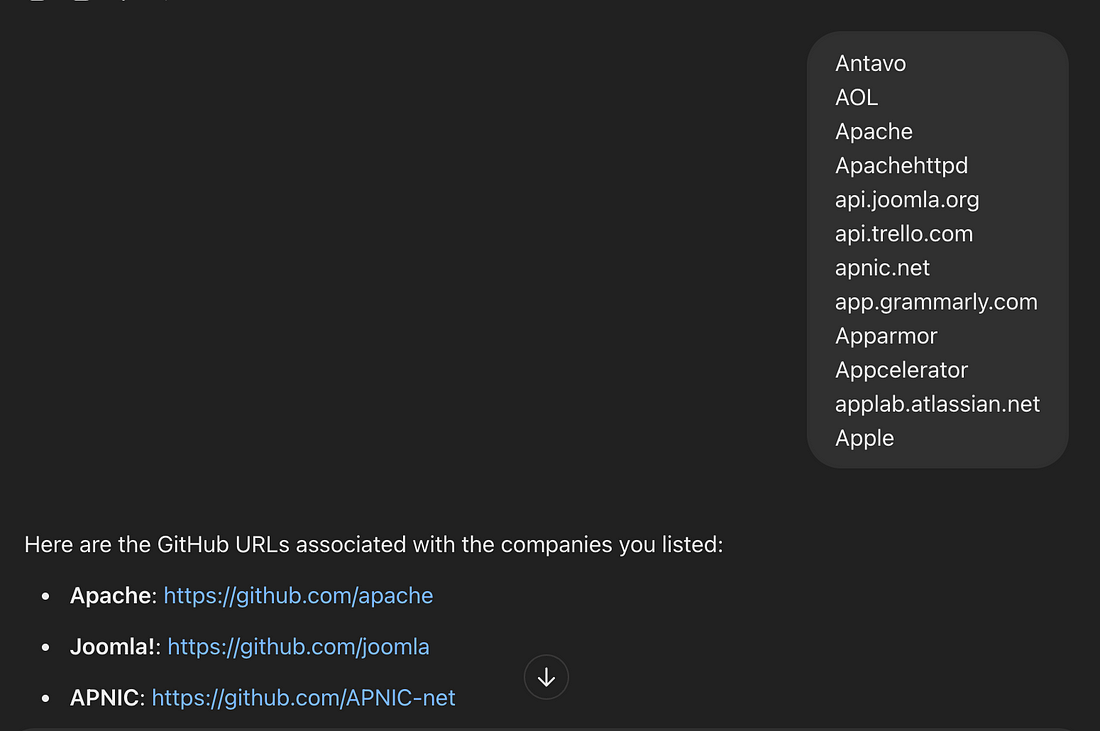 Antavo
AOL
Apache
Apachehttpd
api.joomla.org
api.trello.com
apnic.net
app.grammarly.com
Apparmor
Appcelerator
applab.atlassian.net
Apple
Here are the GitHub URLs associated with the companies you listed:
• Apache: https://github.com/apache
• Joomla!: https://github.com/joomla
• APNIC: https://github.com/APNIC-net